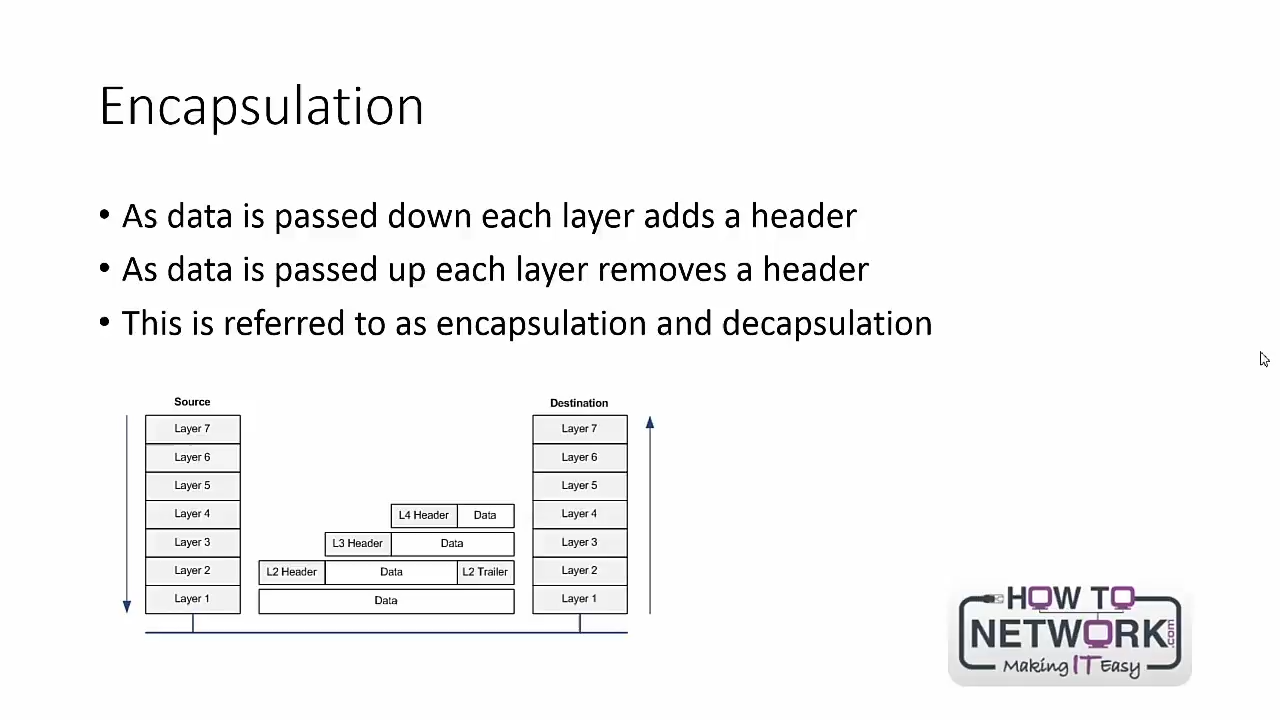 Encapsulation
• As data is passed down each layer adds a header
• As data is passed up each layer removes a header
• This is referred to as encapsulation and decapsulation
Source
Layer 7
Layer 6
Layer 5
Layer 4
Layer 3
Layer 2
Layer 1
L4 Header Data
L3 Header Data
L2 Header Data L2 Trailer
Data
Destination
Layer 7
Layer 6
Layer 5
Layer 4
Layer 3
Layer 2
Layer 1
HOW TO
NETWORK.com
Making IT Easy